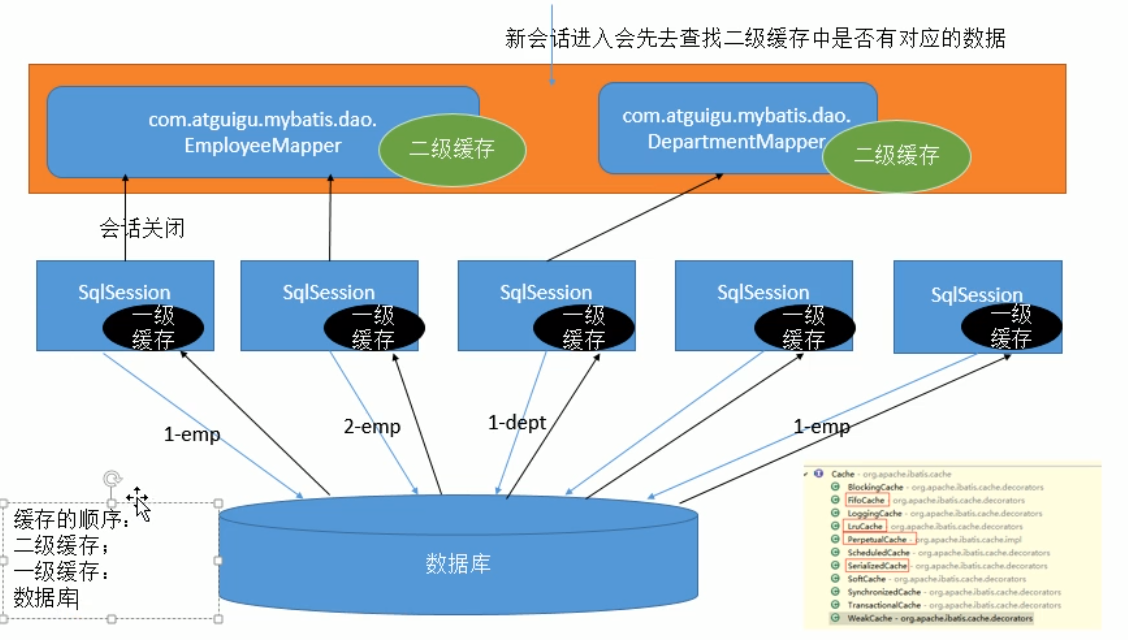 新会话进入会先去查找二级缓存中是否有对应的数据
com.atguigu.mybatis.dao.
EmployeeMapper
二级缓存
com.atguigu.mybatis.dao.
DepartmentMapper
二级缓存
会话关闭
SqlSession
一级
缓存
SqlSession
一级
缓存
SqlSession
一级
缓存
SqlSession
一级
缓存
SqlSession
一级
缓存
1-emp
2-emp
1-dept
1-emp
缓存的顺序：
二级缓存；
一级缓存：
数据库
数据库
Cache - org.apache.ibatis.cache
BlockingCache - org.apache.ibatis.cache.decorators
FifoCache - org.apache.ibatis.cache.decorators
LoggingCache - org.apache.ibatis.cache.decorators
LruCache - org.apache.ibatis.cache.decorators
PerpetualCache - org.apache.ibatis.cache.impl
ScheduledCache - org.apache.ibatis.cache.decorators
SerializedCache - org.apache.ibatis.cache.decorators
SoftCache - org.apache.ibatis.cache.decorators
SynchronizedCache - org.apache.ibatis.cache.decorators
TransactionalCache - org.apache.ibatis.cache.decorators
WeakCache - org.apache.ibatis.cache.decorators